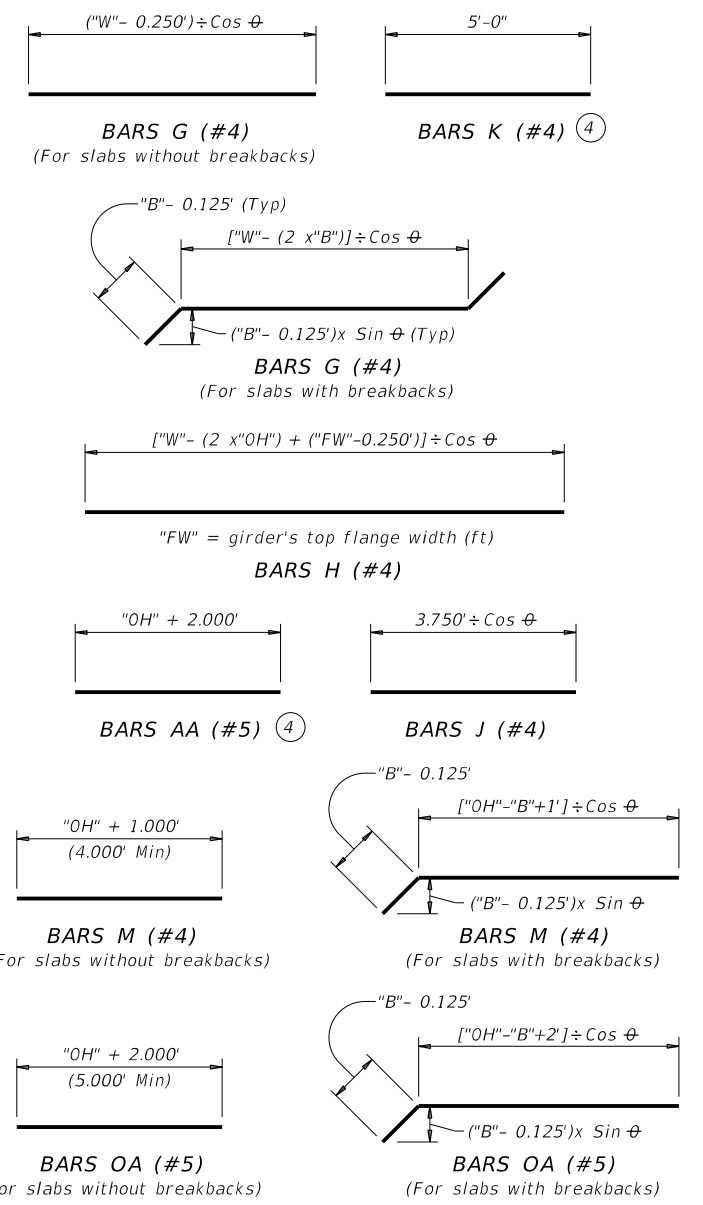 ("W"– 0.250')÷Cos θ
5'-0"
BARS G (#4)
BARS K (#4) 4
(For slabs without breakbacks)
"B"– 0.125' (Typ)
["W"– (2 x"B")]÷Cos θ
("B"– 0.125')x Sin θ (Typ)
BARS G (#4)
(For slabs with breakbacks)
["W"– (2 x"OH") + ("FW"–0.250')]÷Cos θ
"FW" = girder's top flange width (ft)
BARS H (#4)
"OH" + 2.000'
3.750'÷Cos θ
BARS AA (#5) 4
BARS J (#4)
"B"– 0.125'
["OH"–"B"+1']÷Cos θ
"OH" + 1.000'
(4.000' Min)
("B"– 0.125')x Sin θ
BARS M (#4)
BARS M (#4)
For slabs without breakbacks)
(For slabs with breakbacks)
"B"– 0.125'
["OH"–"B"+2']÷Cos θ
"OH" + 2.000'
(5.000' Min)
("B"– 0.125')x Sin θ
BARS OA (#5)
BARS OA (#5)
or slabs without breakbacks)
(For slabs with breakbacks)